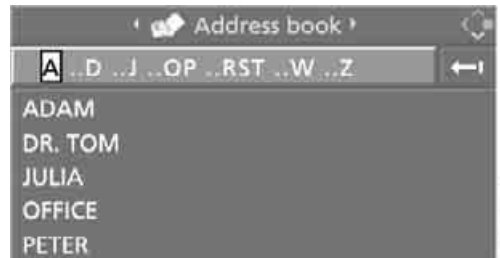 Address book
A ..D ..J ..OP ..RST ..W ..Z
ADAM
DR. TOM
JULIA
OFFICE
PETER